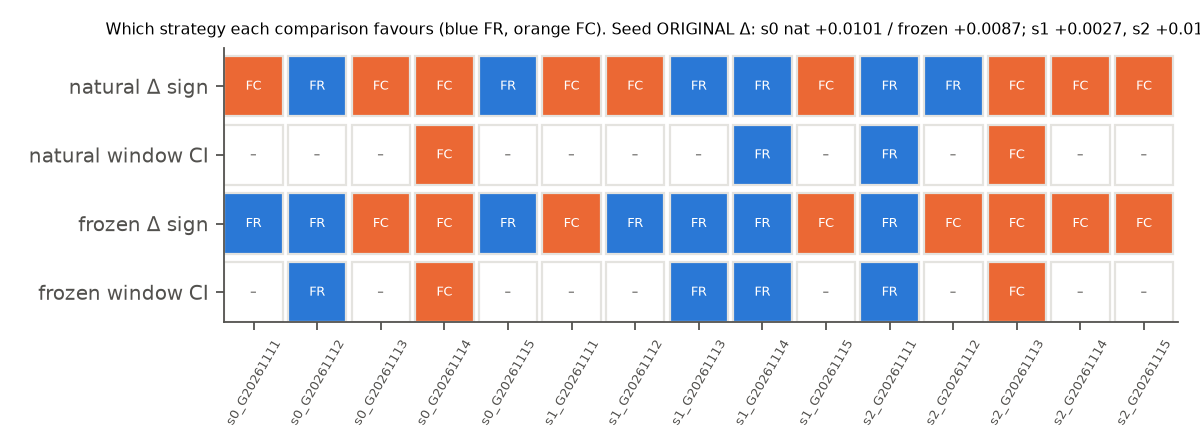 Which strategy each comparison favours (blue FR, orange FC). Seed ORIGINAL Δ: s0 nat +0.0101 / frozen +0.0087; s1 +0.0027, s2 +0.01
natural Δ sign FC FR FC FC FR FC FC FR FR FC FR FR FC FC FC
natural window CI – – – FC – – – – FR – FR – FC – –
frozen Δ sign FR FR FC FC FR FC FR FR FR FC FR FC FC FC FC
frozen window CI – FR – FC – – – FR FR – FR – FC – –
s0_G20261111 s0_G20261112 s0_G20261113 s0_G20261114 s0_G20261115 s1_G20261111 s1_G20261112 s1_G20261113 s1_G20261114 s1_G20261115 s2_G20261111 s2_G20261112 s2_G20261113 s2_G20261114 s2_G20261115